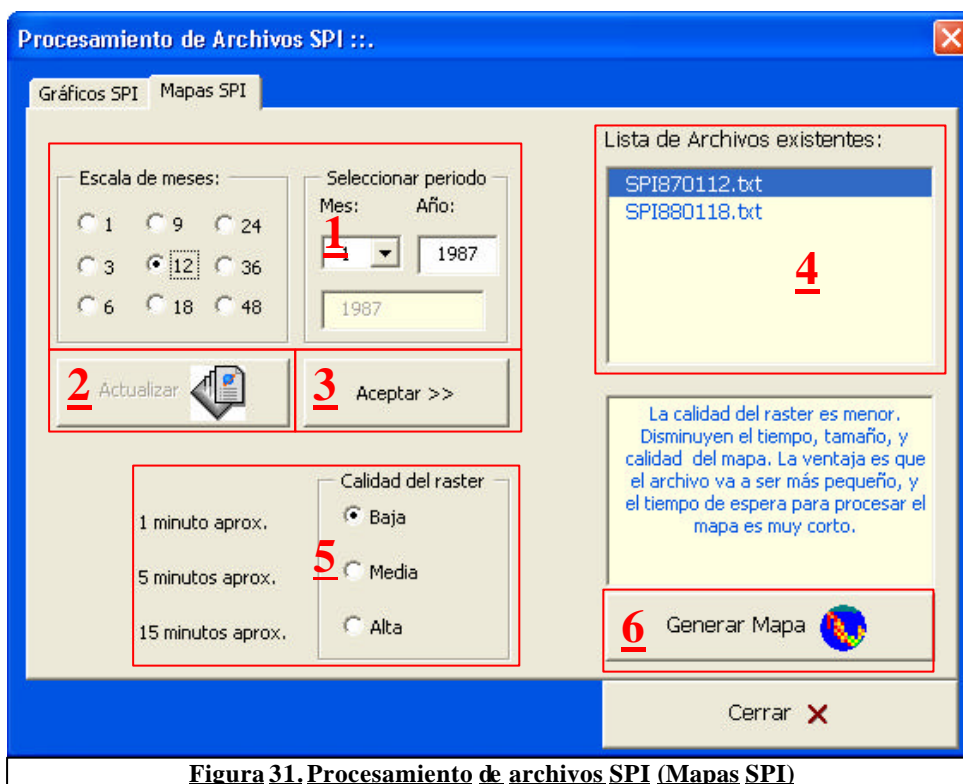 Procesamiento de Archivos SPI ::.
Gráficos SPI
Mapas SPI
Escala de meses:
1
9
24
3
12
36
6
18
48
Seleccionar periodo
Mes:
Año:
1
1987
1987
1
2
Actualizar
3
Aceptar >>
Lista de Archivos existentes:
SPI870112.txt
SPI880118.txt
4
Calidad del raster
1 minuto aprox.
Baja
5 minutos aprox.
5
Media
15 minutos aprox.
Alta
La calidad del raster es menor.
Disminuyen el tiempo, tamaño, y
calidad del mapa. La ventaja es que
el archivo va a ser más pequeño, y
el tiempo de espera para procesar el
mapa es muy corto.
6
Generar Mapa
Cerrar
Figura 31. Procesamiento de archivos SPI (Mapas SPI)